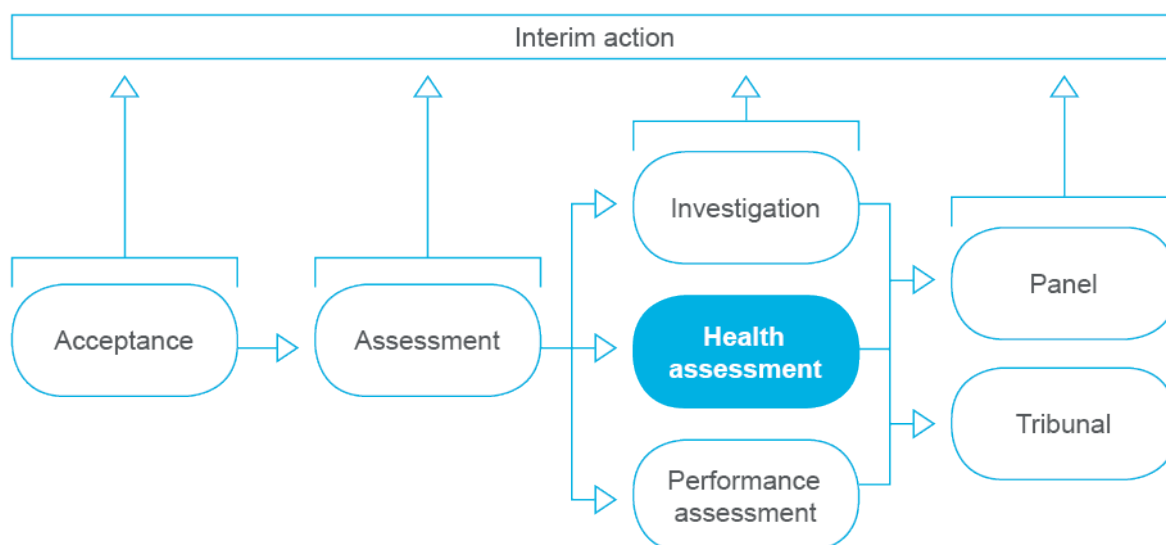 Interim action
Acceptance
Assessment
Investigation
Health
assessment
Performance
assessment
Panel
Tribunal